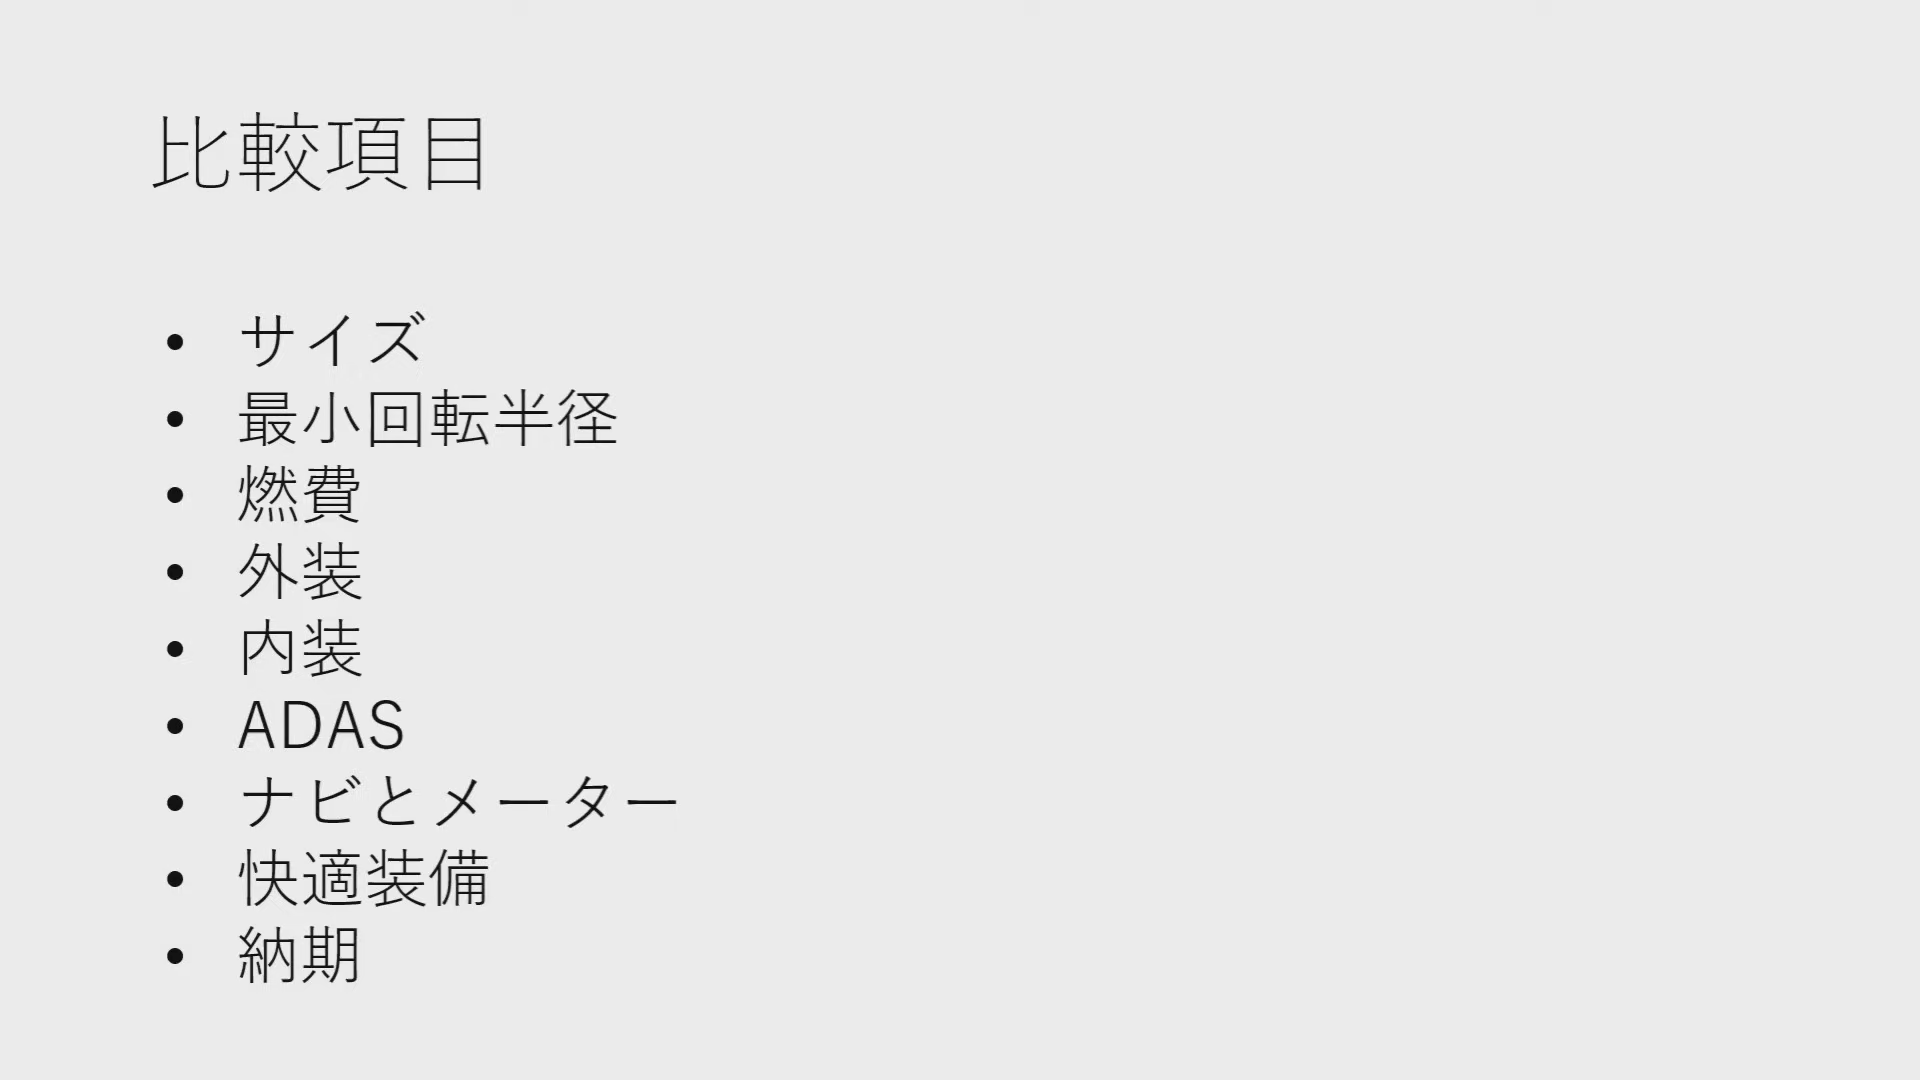 比較項目
• サイズ
• 最小回転半径
• 燃費
• 外装
• 内装
• ADAS
• ナビとメーター
• 快適装備
• 納期